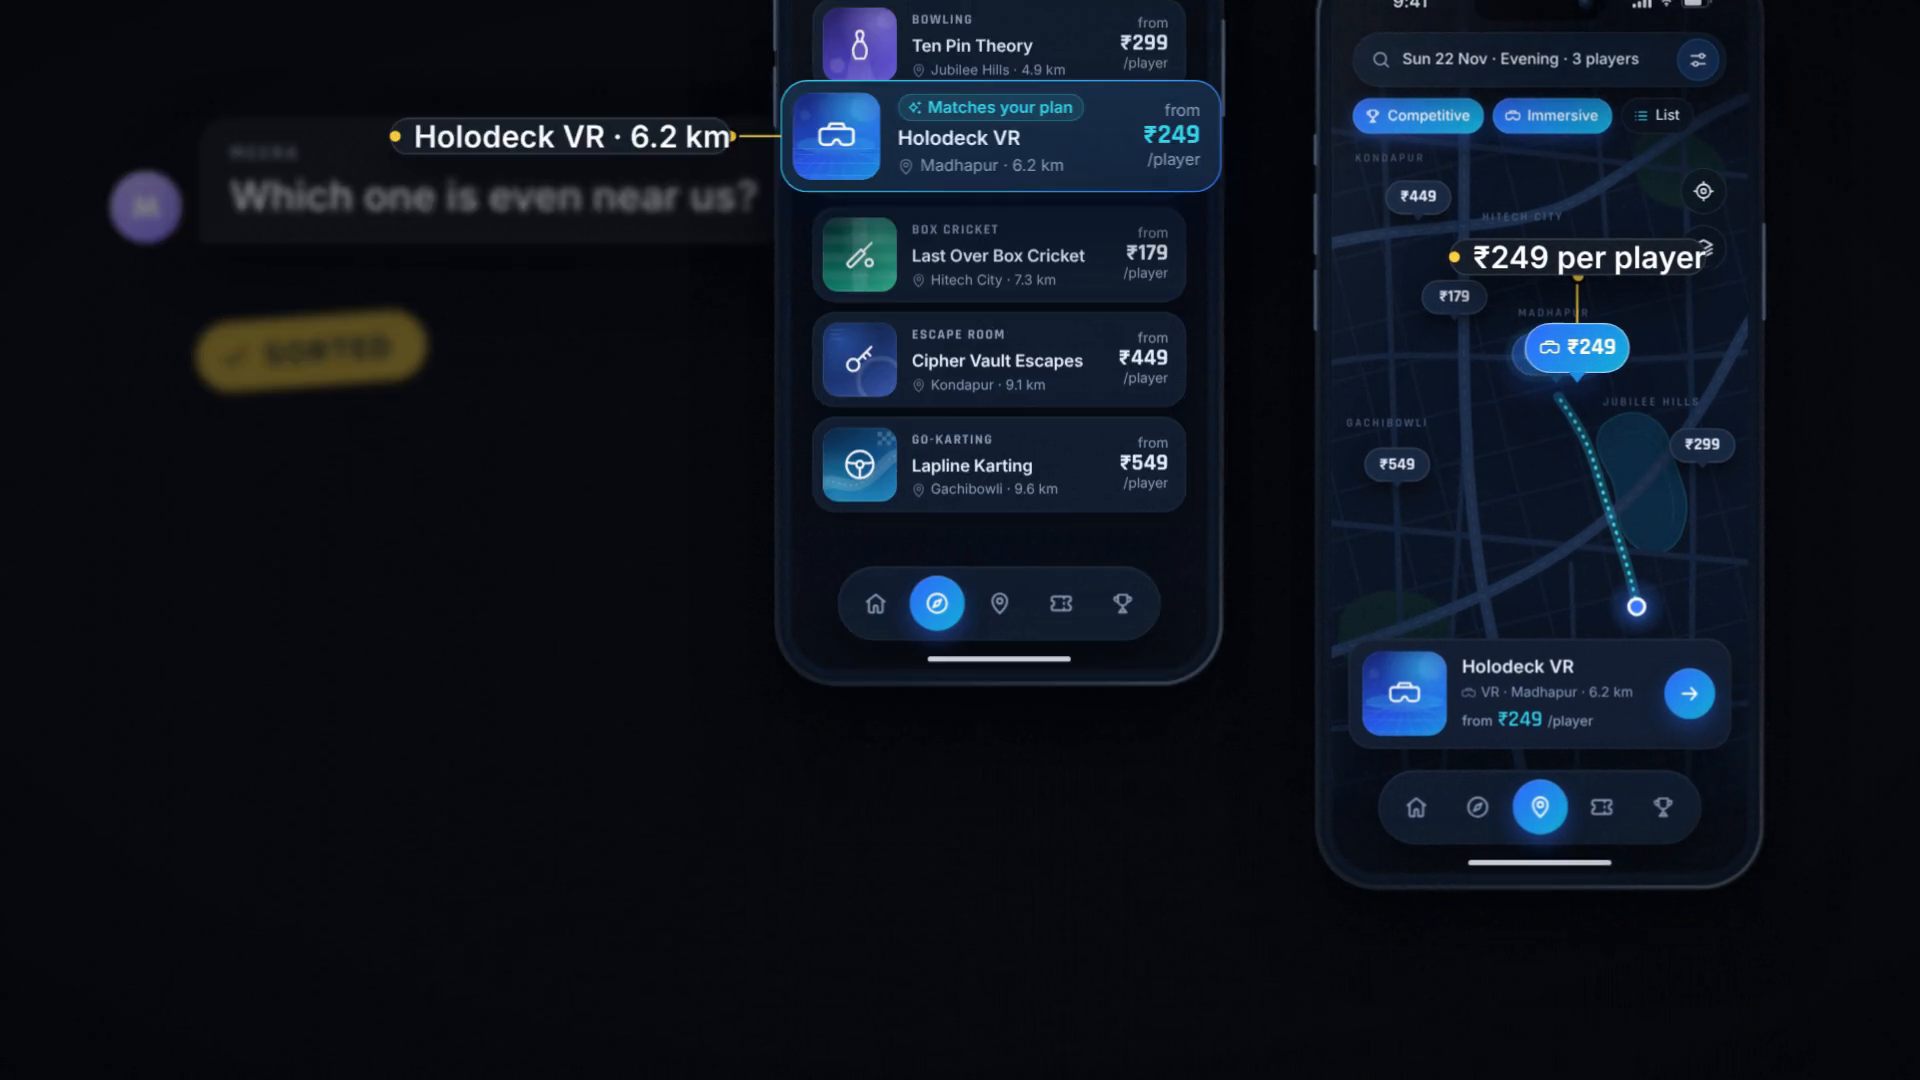 MEERA
Which one is even near us?
SORTED
Holodeck VR · 6.2 km
BOWLING
Ten Pin Theory
Jubilee Hills · 4.9 km
from
₹299
/player
Matches your plan
Holodeck VR
Madhapur · 6.2 km
from
₹249
/player
BOX CRICKET
Last Over Box Cricket
Hitech City · 7.3 km
from
₹179
/player
ESCAPE ROOM
Cipher Vault Escapes
Kondapur · 9.1 km
from
₹449
/player
GO-KARTING
Lapline Karting
Gachibowli · 9.6 km
from
₹549
/player
9:41
Sun 22 Nov · Evening · 3 players
Competitive
Immersive
List
KONDAPUR
₹449
HITECH CITY
₹249 per player
₹179
MADHAPUR
₹249
JUBILEE HILLS
GACHIBOWLI
₹299
₹549
Holodeck VR
VR · Madhapur · 6.2 km
from ₹249 /player